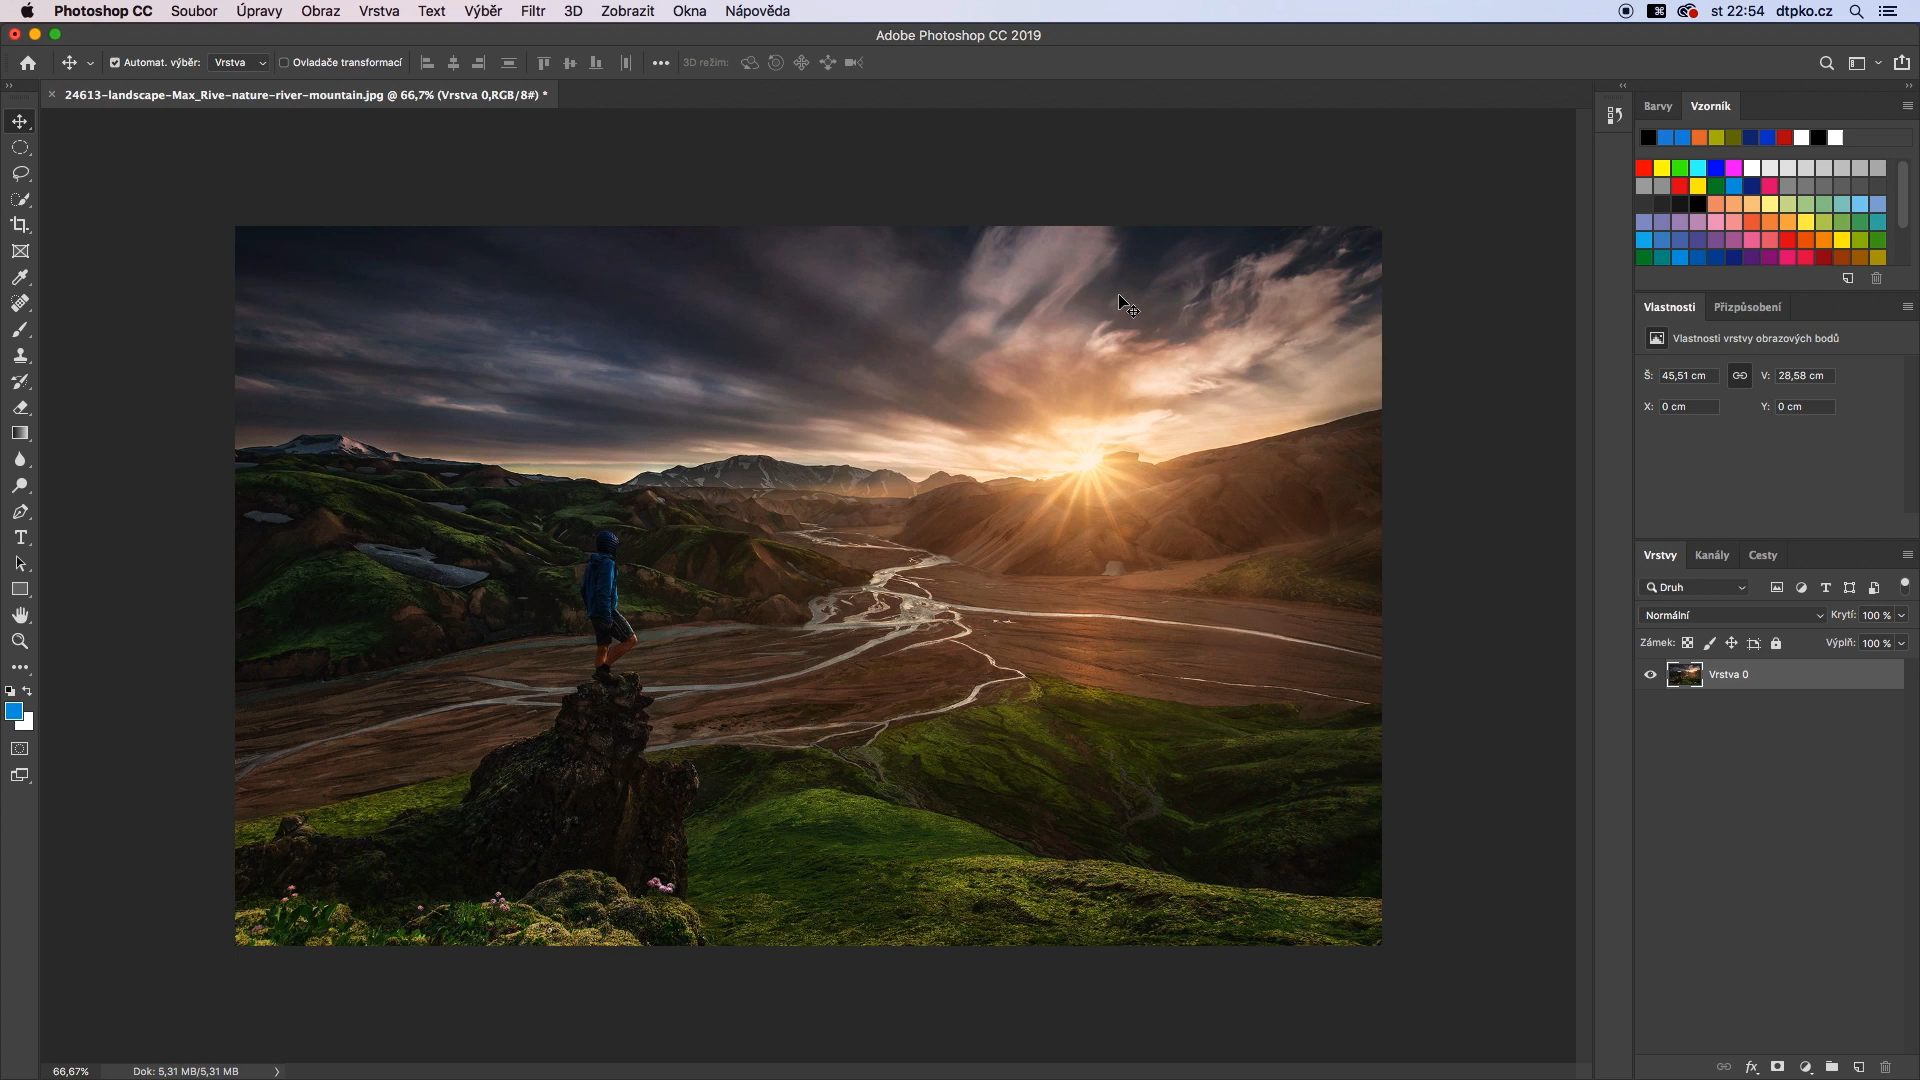 Photoshop CC Soubor Úpravy Obraz Vrstva Text Výběr Filtr 3D Zobrazit Okna Nápověda st 22:54 dtpko.cz
Adobe Photoshop CC 2019
Automat. výběr: Vrstva Ovladače transformací 3D režim:
24613-landscape-Max_Rive-nature-river-mountain.jpg @ 66,7% (Vrstva 0,RGB/8#) *
Barvy Vzorník
Vlastnosti Přizpůsobení
Vlastnosti vrstvy obrazových bodů
Š: 45,51 cm V: 28,58 cm
X: 0 cm Y: 0 cm
Vrstvy Kanály Cesty
Druh
Normální Krytí: 100 %
Zámek: Výplň: 100 %
Vrstva 0
66,67% Dok: 5,31 MB/5,31 MB